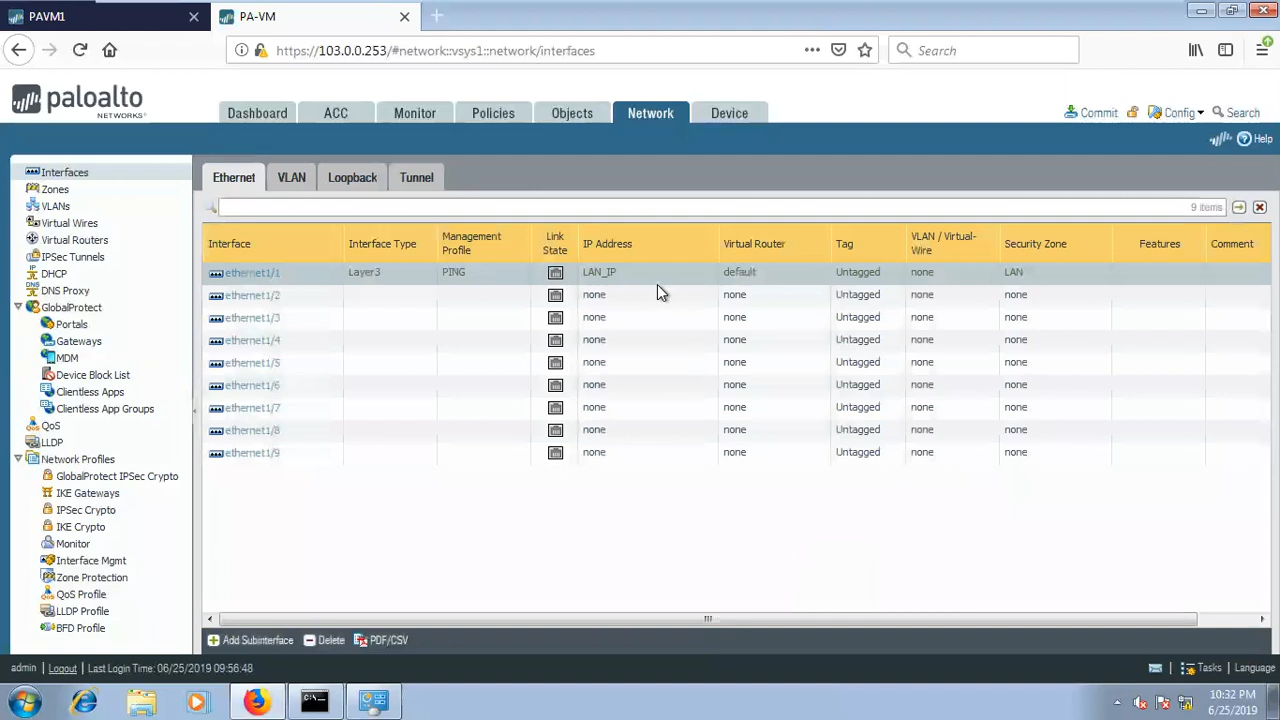 PAVM1
PA-VM
https://103.0.0.253/#network::vsys1::network/interfaces
Search
paloalto
NETWORKS
Dashboard
ACC
Monitor
Policies
Objects
Network
Device
Commit
Config
Search
Help
Interfaces
Zones
VLANs
Virtual Wires
Virtual Routers
IPSec Tunnels
DHCP
DNS Proxy
GlobalProtect
Portals
Gateways
MDM
Device Block List
Clientless Apps
Clientless App Groups
QoS
LLDP
Network Profiles
GlobalProtect IPSec Crypto
IKE Gateways
IPSec Crypto
IKE Crypto
Monitor
Interface Mgmt
Zone Protection
QoS Profile
LLDP Profile
BFD Profile
Ethernet
VLAN
Loopback
Tunnel
9 items
Interface Interface Type Management Profile Link State IP Address Virtual Router Tag VLAN / Virtual-Wire Security Zone Features Comment
ethernet1/1 Layer3 PING LAN_IP default Untagged none LAN
ethernet1/2 none none Untagged none none
ethernet1/3 none none Untagged none none
ethernet1/4 none none Untagged none none
ethernet1/5 none none Untagged none none
ethernet1/6 none none Untagged none none
ethernet1/7 none none Untagged none none
ethernet1/8 none none Untagged none none
ethernet1/9 none none Untagged none none
Add Subinterface
Delete
PDF/CSV
admin | Logout | Last Login Time: 06/25/2019 09:56:48
Tasks | Language
10:32 PM
6/25/2019